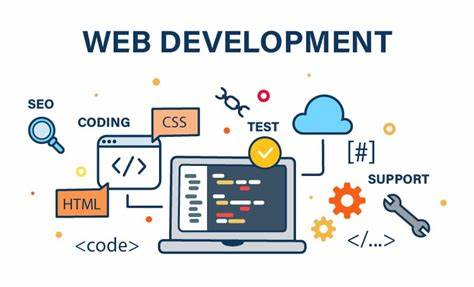 WEB DEVELOPMENT
SEO
CODING
CSS
TEST
</>
[#]
HTML
SUPPORT
<code>
</...>